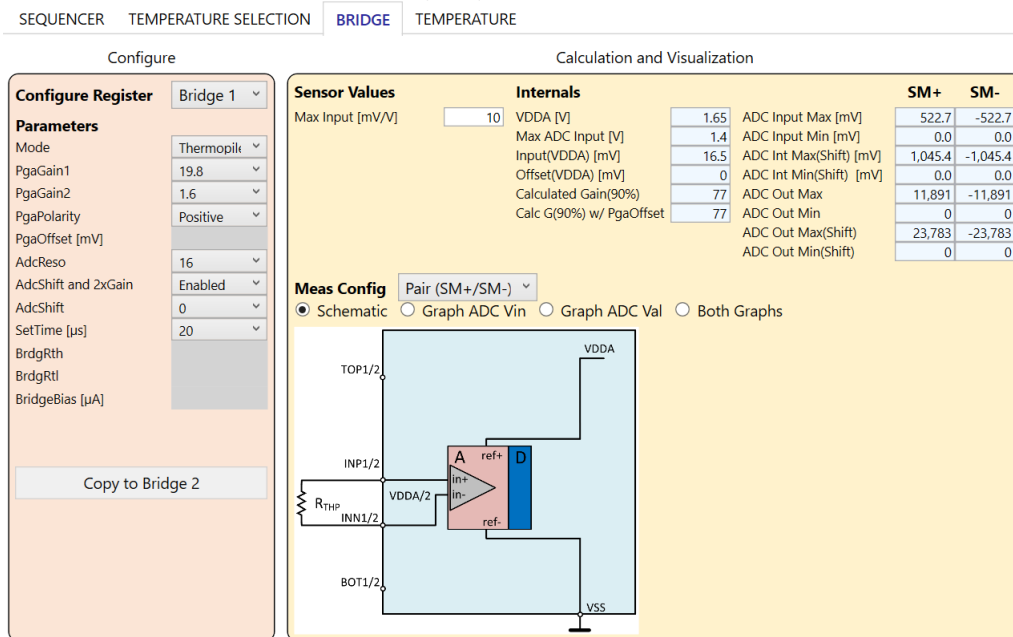 SEQUENCER TEMPERATURE SELECTION BRIDGE TEMPERATURE
Configure
Configure Register Bridge 1
Parameters
Mode Thermopile
PgaGain1 19.8
PgaGain2 1.6
PgaPolarity Positive
PgaOffset [mV]
AdcReso 16
AdcShift and 2xGain Enabled
AdcShift 0
SetTime [µs] 20
BrdgRth
BrdgRtl
BridgeBias [µA]
Copy to Bridge 2
Calculation and Visualization
Sensor Values
Max Input [mV/V] 10
Internals
VDDA [V] 1.65
Max ADC Input [V] 1.4
Input(VDDA) [mV] 16.5
Offset(VDDA) [mV] 0
Calculated Gain(90%) 77
Calc G(90%) w/ PgaOffset 77
SM+ SM-
ADC Input Max [mV] 522.7 -522.7
ADC Input Min [mV] 0.0 0.0
ADC Int Max(Shift) [mV] 1,045.4 -1,045.4
ADC Int Min(Shift) [mV] 0.0 0.0
ADC Out Max 11,891 -11,891
ADC Out Min 0 0
ADC Out Max(Shift) 23,783 -23,783
ADC Out Min(Shift) 0 0
Meas Config Pair (SM+/SM-)
Schematic Graph ADC Vin Graph ADC Val Both Graphs
VDDA
TOP1/2
A ref+ D
INP1/2
in+
VDDA/2 in-
RTHP
INN1/2
ref-
BOT1/2
VSS